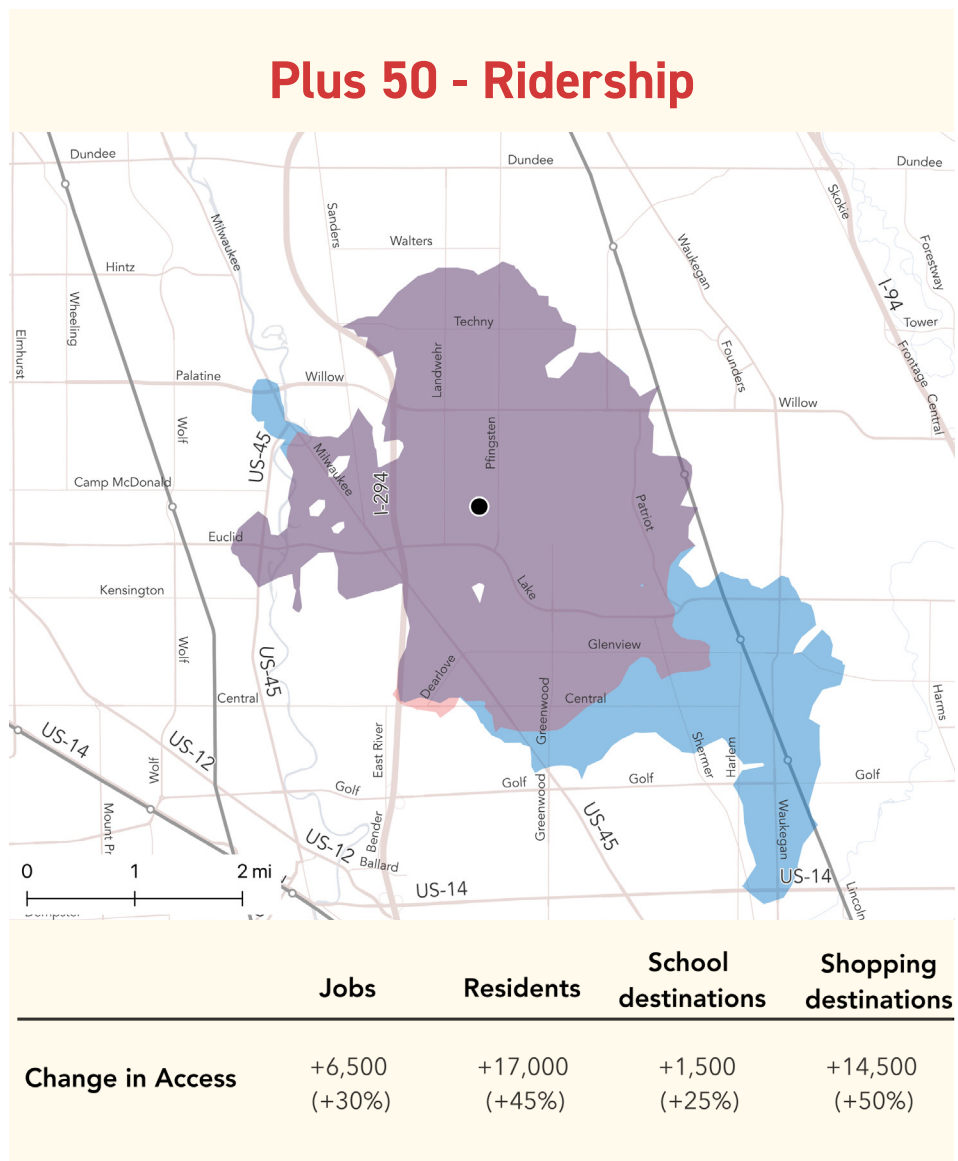 Plus 50 - Ridership
Dundee
Dundee
Dundee
Skokie
Milwaukee
Sanders
Walters
Waukegan
Forestway
Hintz
I-94
Wheeling
Elmhurst
Techny
Tower
Landwehr
Founders
Frontage
Palatine
Willow
Willow
Central
Wolf
US-45
Milwaukee
Pfingsten
I-294
Camp McDonald
Patriot
Euclid
Lake
Kensington
Wolf
Glenview
US-45
Dearlove
Central
Greenwood
Central
Harms
US-14
US-12
East River
Shermer
Harlem
Wolf
Golf
Golf
Golf
Golf
Greenwood
Mount Pr
Bender
US-45
Waukegan
US-12
Ballard
US-14
US-14
Lincoln
0 1 2 mi
Jobs
Residents
School
destinations
Shopping
destinations
Change in Access
+6,500
(+30%)
+17,000
(+45%)
+1,500
(+25%)
+14,500
(+50%)